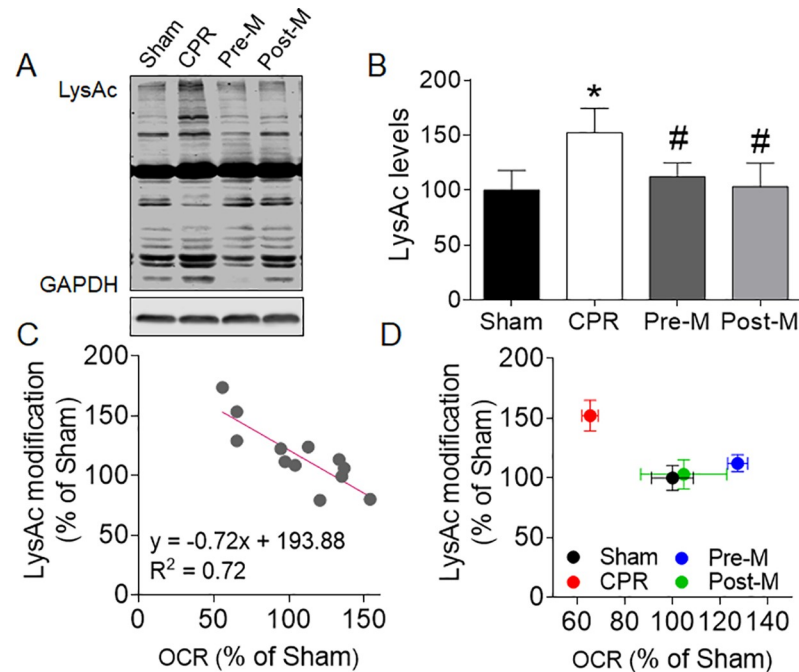 A
Sham CPR Pre-M Post-M
LysAc
GAPDH
B
LysAc levels
200
150
100
50
0
*
#
#
Sham CPR Pre-M Post-M
C
LysAc modification
(% of Sham)
200
150
100
50
0
y = -0.72x + 193.88
R² = 0.72
0 50 100 150
OCR (% of Sham)
D
LysAc modification
(% of Sham)
200
150
100
50
0
Sham Pre-M
CPR Post-M
60 80 100 120 140
OCR (% of Sham)